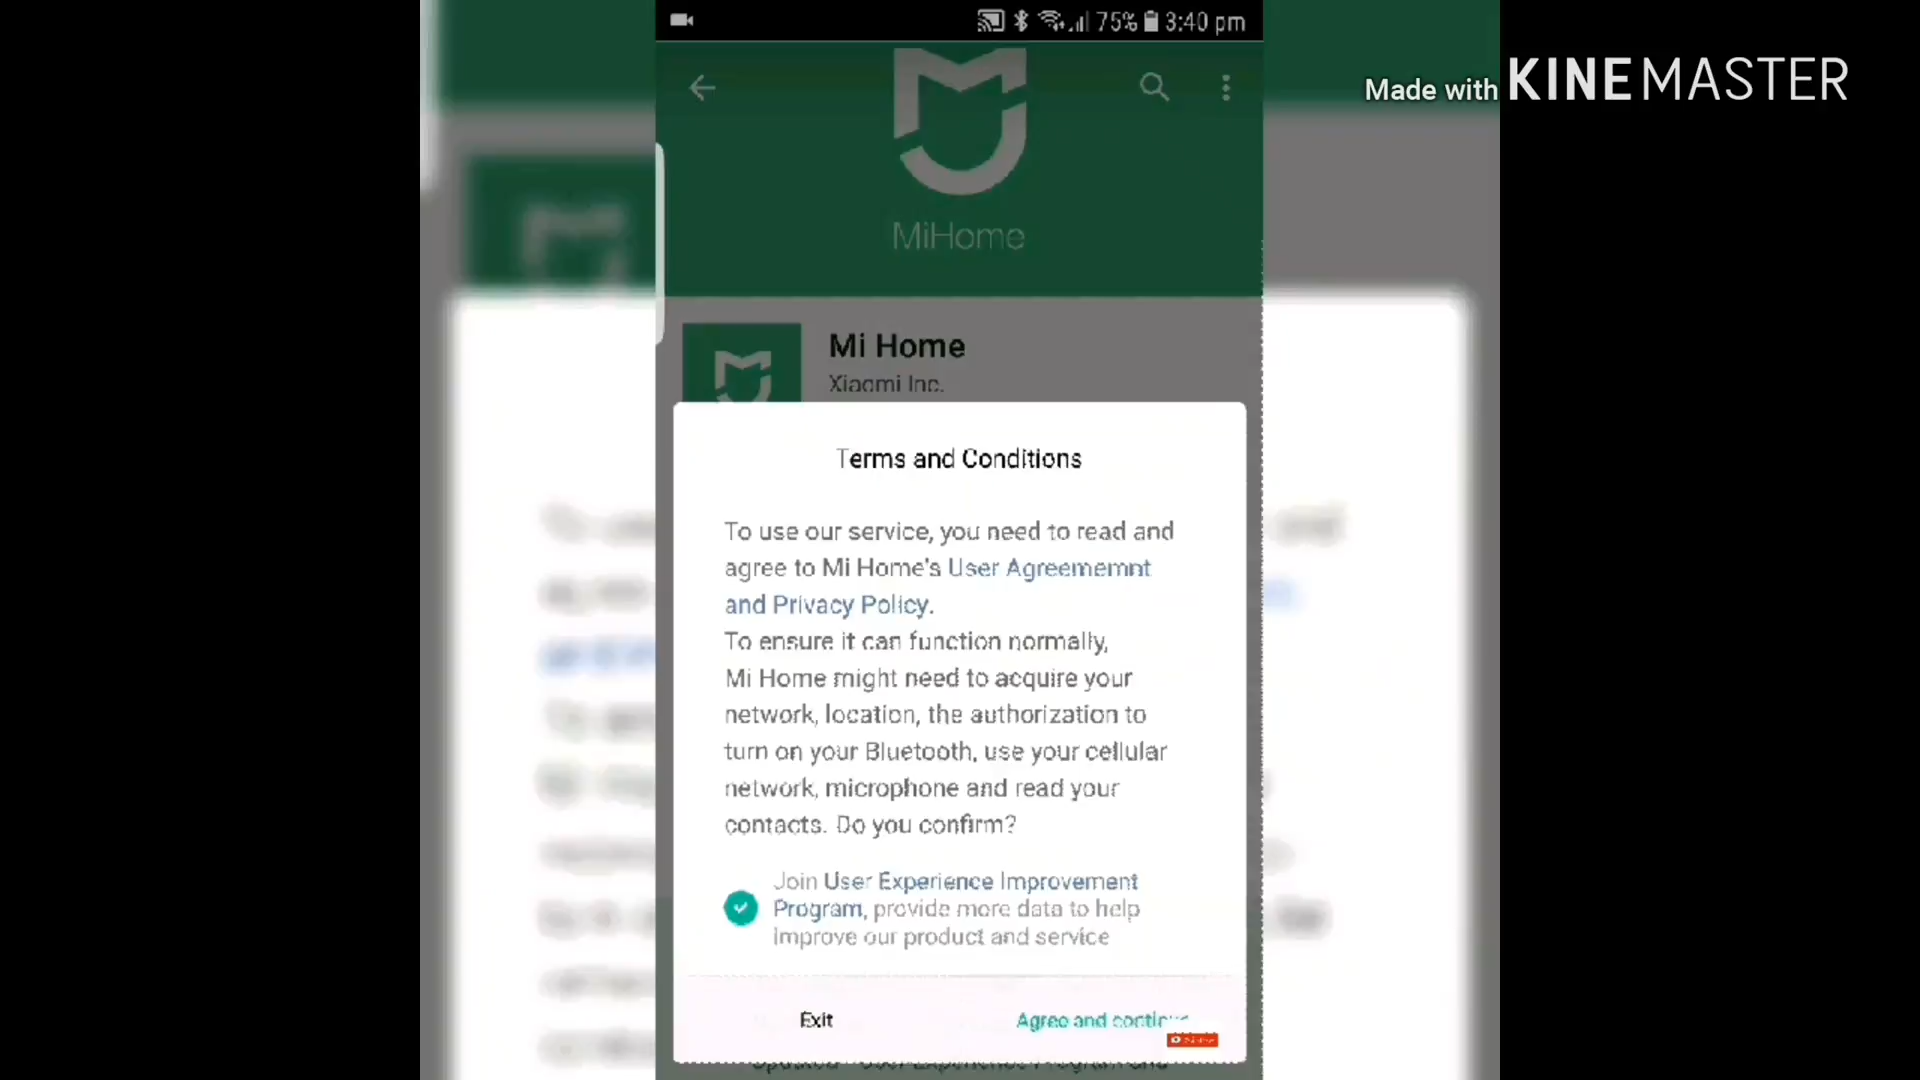 75% 3:40 pm
Made with KINEMASTER
MiHome
Mi Home
Xiaomi Inc.
Terms and Conditions
To use our service, you need to read and
agree to Mi Home's User Agreememnt
and Privacy Policy.
To ensure it can function normally,
Mi Home might need to acquire your
network, location, the authorization to
turn on your Bluetooth, use your cellular
network, microphone and read your
contacts. Do you confirm?
Join User Experience Improvement
Program, provide more data to help
improve our product and service
Exit
Agree and